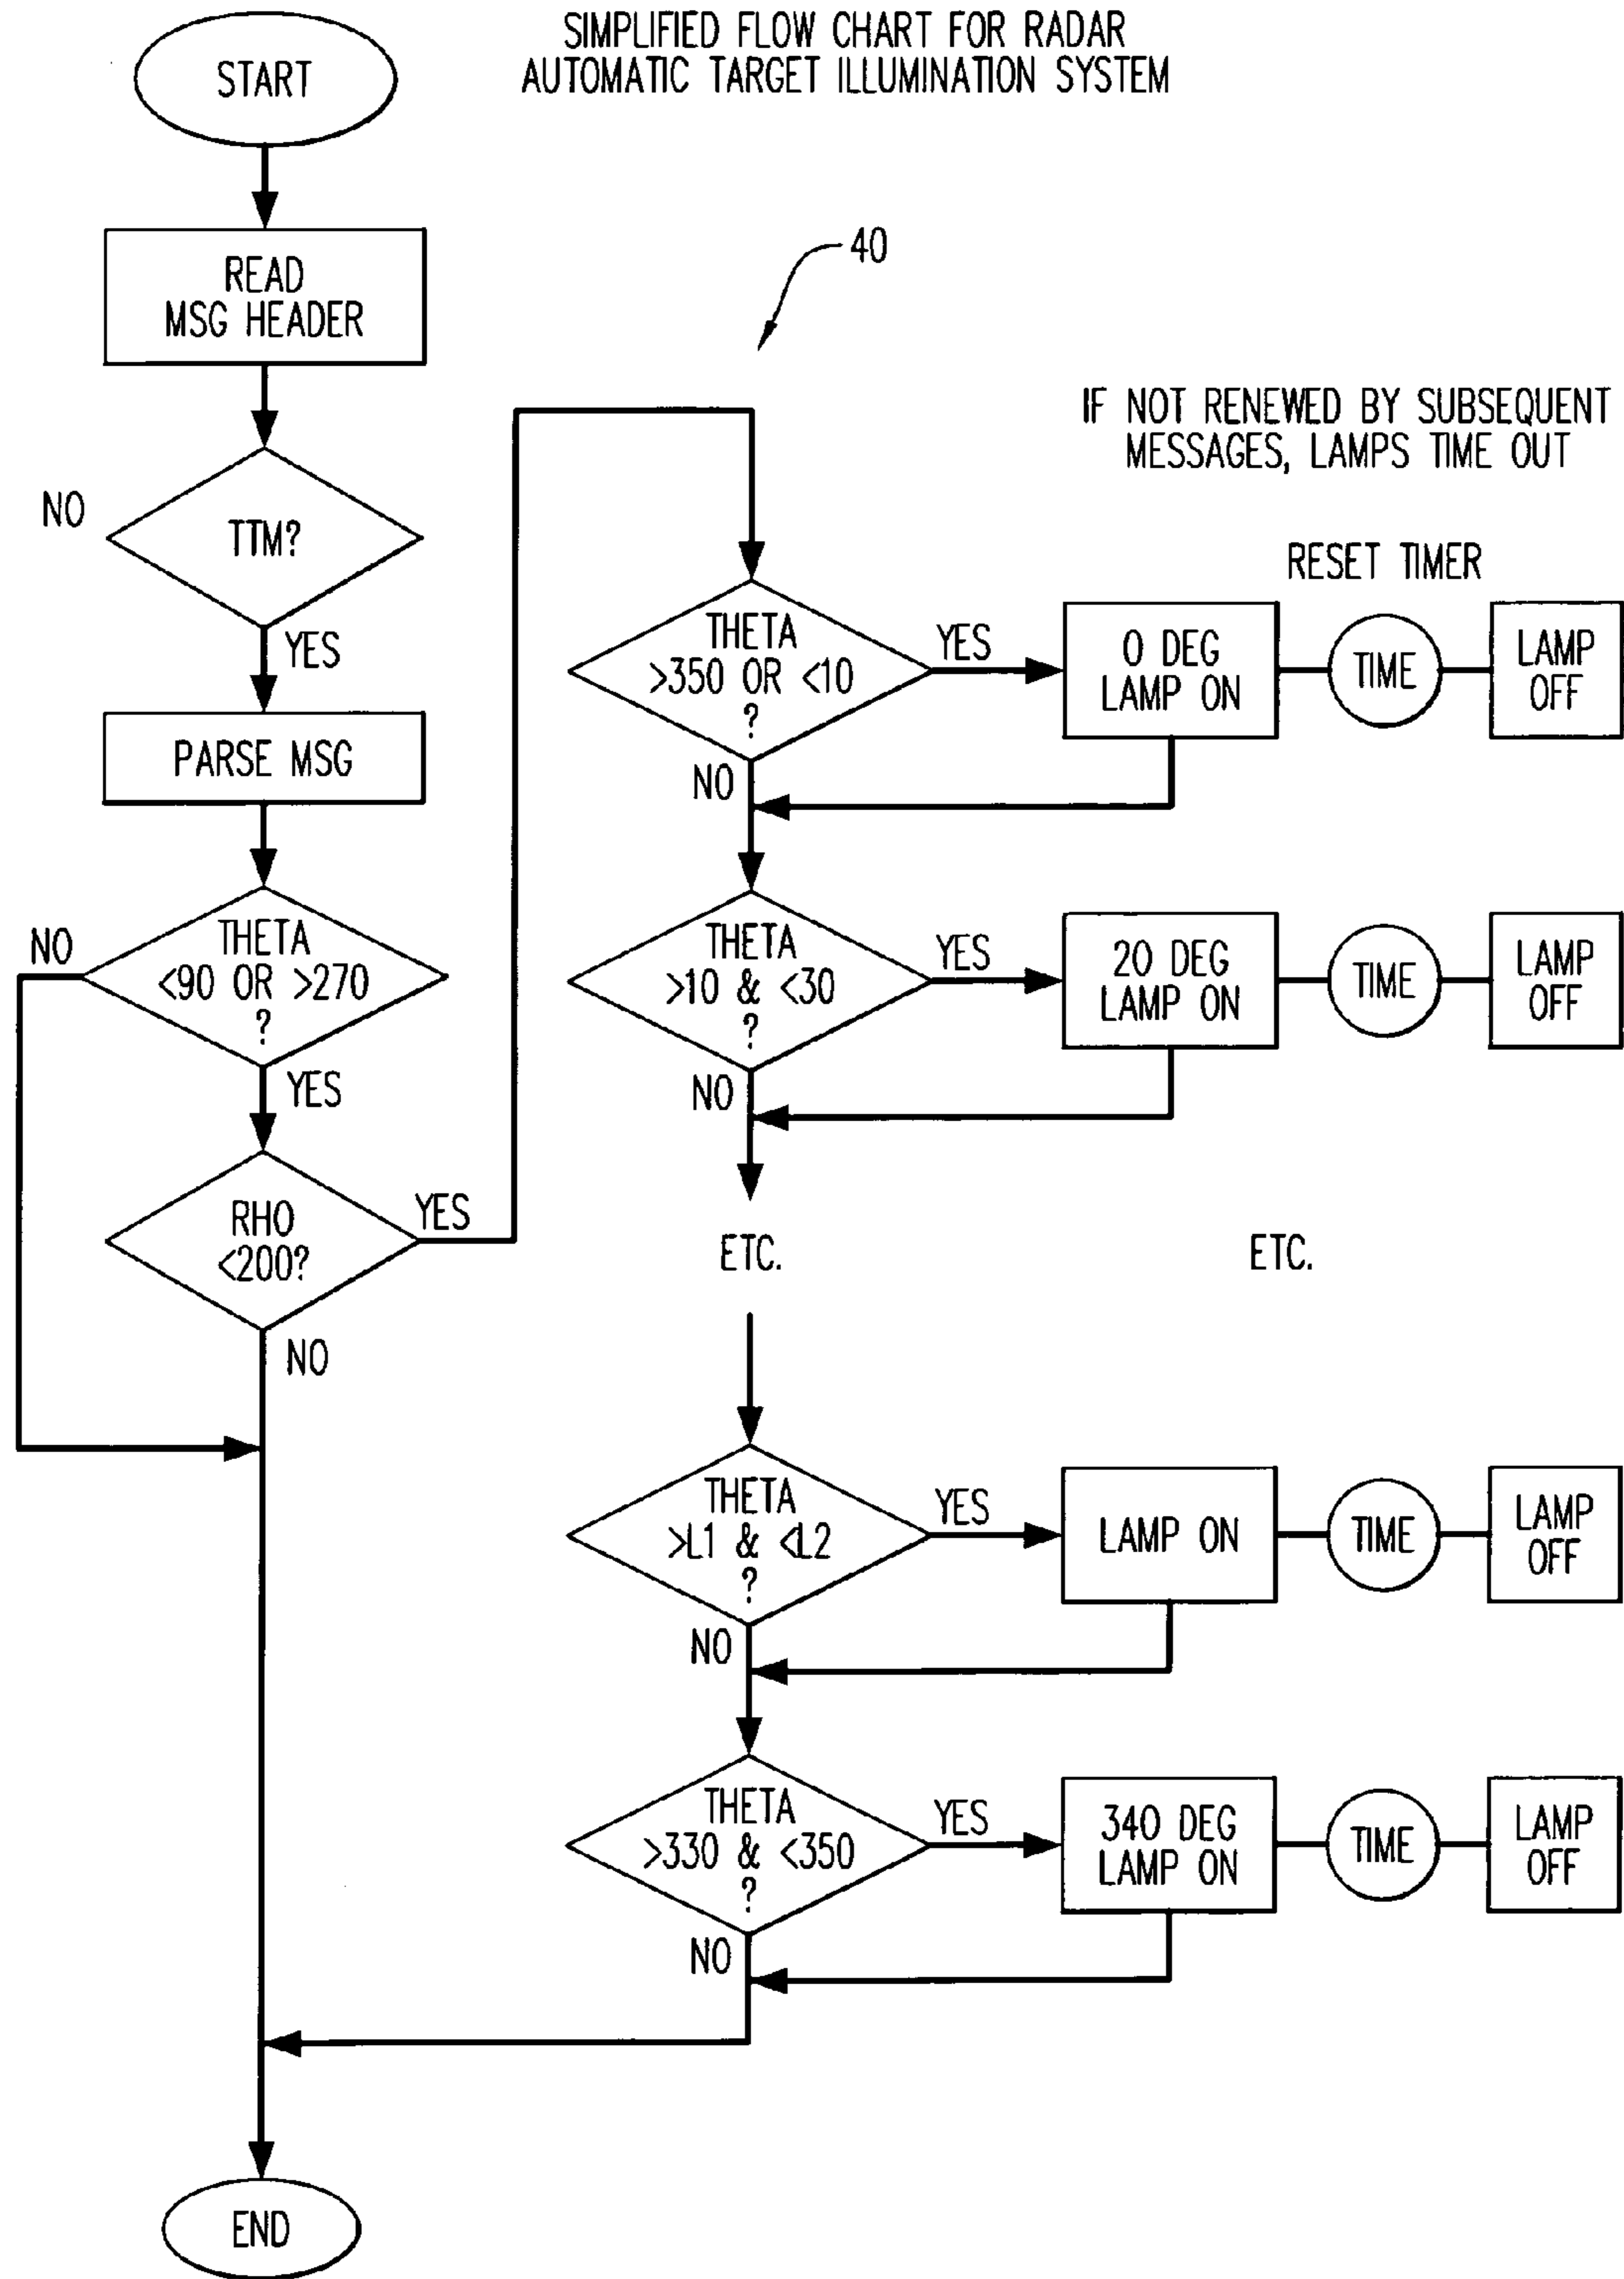 SIMPLIFIED FLOW CHART FOR RADAR
AUTOMATIC TARGET ILLUMINATION SYSTEM
START
READ
MSG HEADER
NO
TTM?
YES
PARSE MSG
NO
THETA
<90 OR >270
?
YES
RHO
<200?
YES
NO
END
40
IF NOT RENEWED BY SUBSEQUENT
MESSAGES, LAMPS TIME OUT
RESET TIMER
THETA
>350 OR <10
?
YES
0 DEG
LAMP ON
TIME
LAMP
OFF
NO
THETA
>10 & <30
?
YES
20 DEG
LAMP ON
TIME
LAMP
OFF
NO
ETC.
ETC.
THETA
>L1 & <L2
?
YES
LAMP ON
TIME
LAMP
OFF
NO
THETA
>330 & <350
?
YES
340 DEG
LAMP ON
TIME
LAMP
OFF
NO